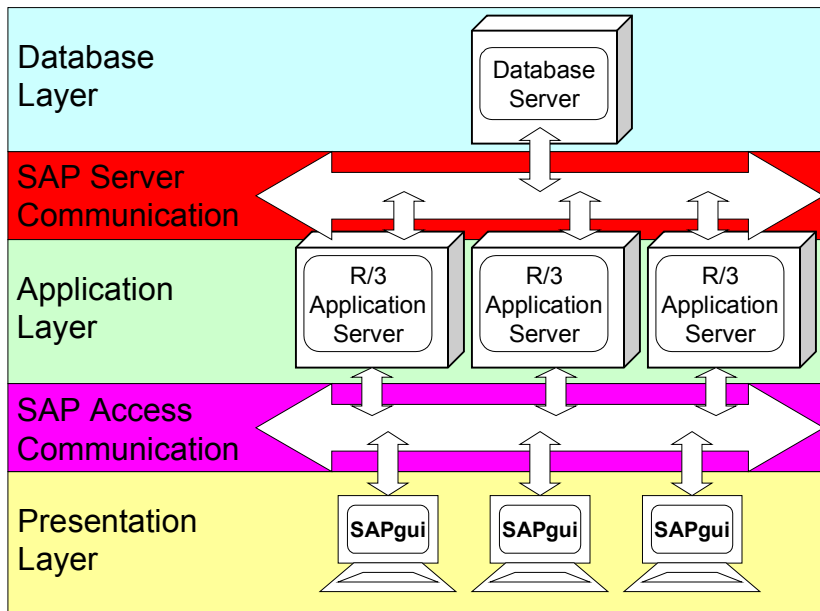 Database
Layer
Database
Server
SAP Server
Communication
Application
Layer
R/3
Application
Server
R/3
Application
Server
R/3
Application
Server
SAP Access
Communication
Presentation
Layer
SAPgui
SAPgui
SAPgui